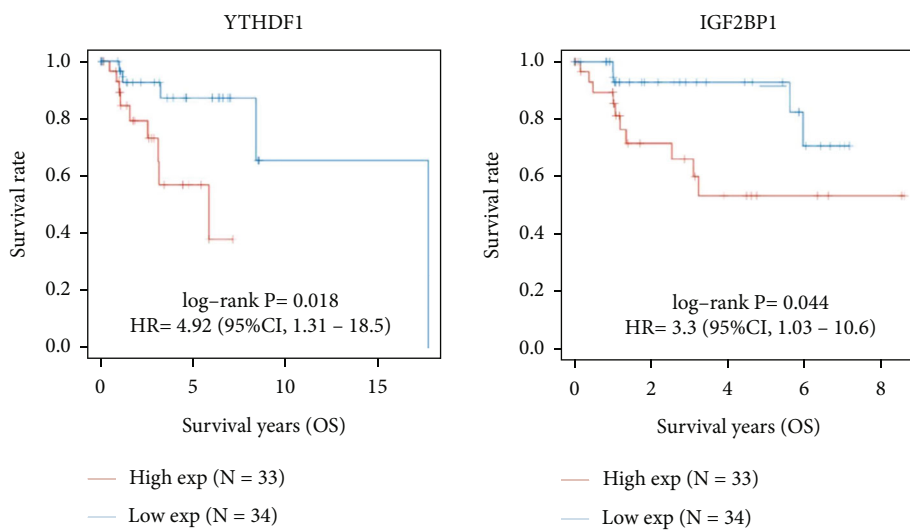 YTHDF1
1.0
0.8
0.6
0.4
0.2
0.0
Survival rate
log–rank P= 0.018
HR= 4.92 (95%CI, 1.31 – 18.5)
0 5 10 15
Survival years (OS)
High exp (N = 33)
Low exp (N = 34)
IGF2BP1
1.0
0.8
0.6
0.4
0.2
0.0
Survival rate
log–rank P= 0.044
HR= 3.3 (95%CI, 1.03 – 10.6)
0 2 4 6 8
Survival years (OS)
High exp (N = 33)
Low exp (N = 34)